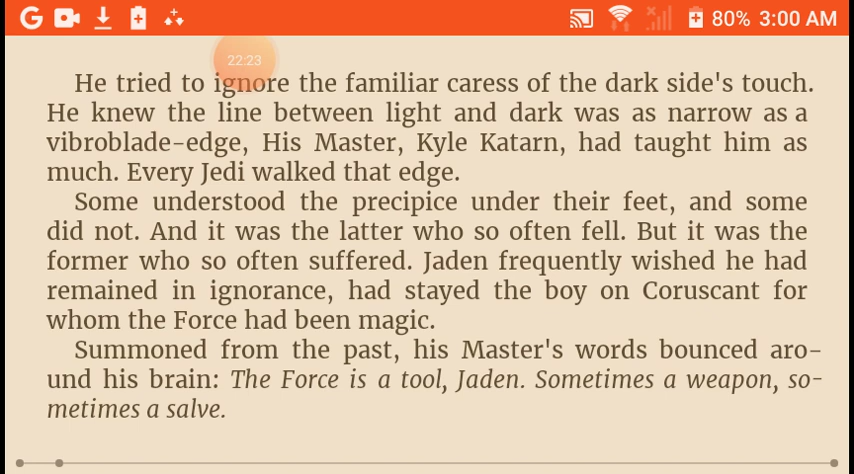 80% 3:00 AM
22:23
He tried to ignore the familiar caress of the dark side's touch.
He knew the line between light and dark was as narrow as a
vibroblade-edge, His Master, Kyle Katarn, had taught him as
much. Every Jedi walked that edge.
Some understood the precipice under their feet, and some
did not. And it was the latter who so often fell. But it was the
former who so often suffered. Jaden frequently wished he had
remained in ignorance, had stayed the boy on Coruscant for
whom the Force had been magic.
Summoned from the past, his Master's words bounced aro-
und his brain: The Force is a tool, Jaden. Sometimes a weapon, so-
metimes a salve.